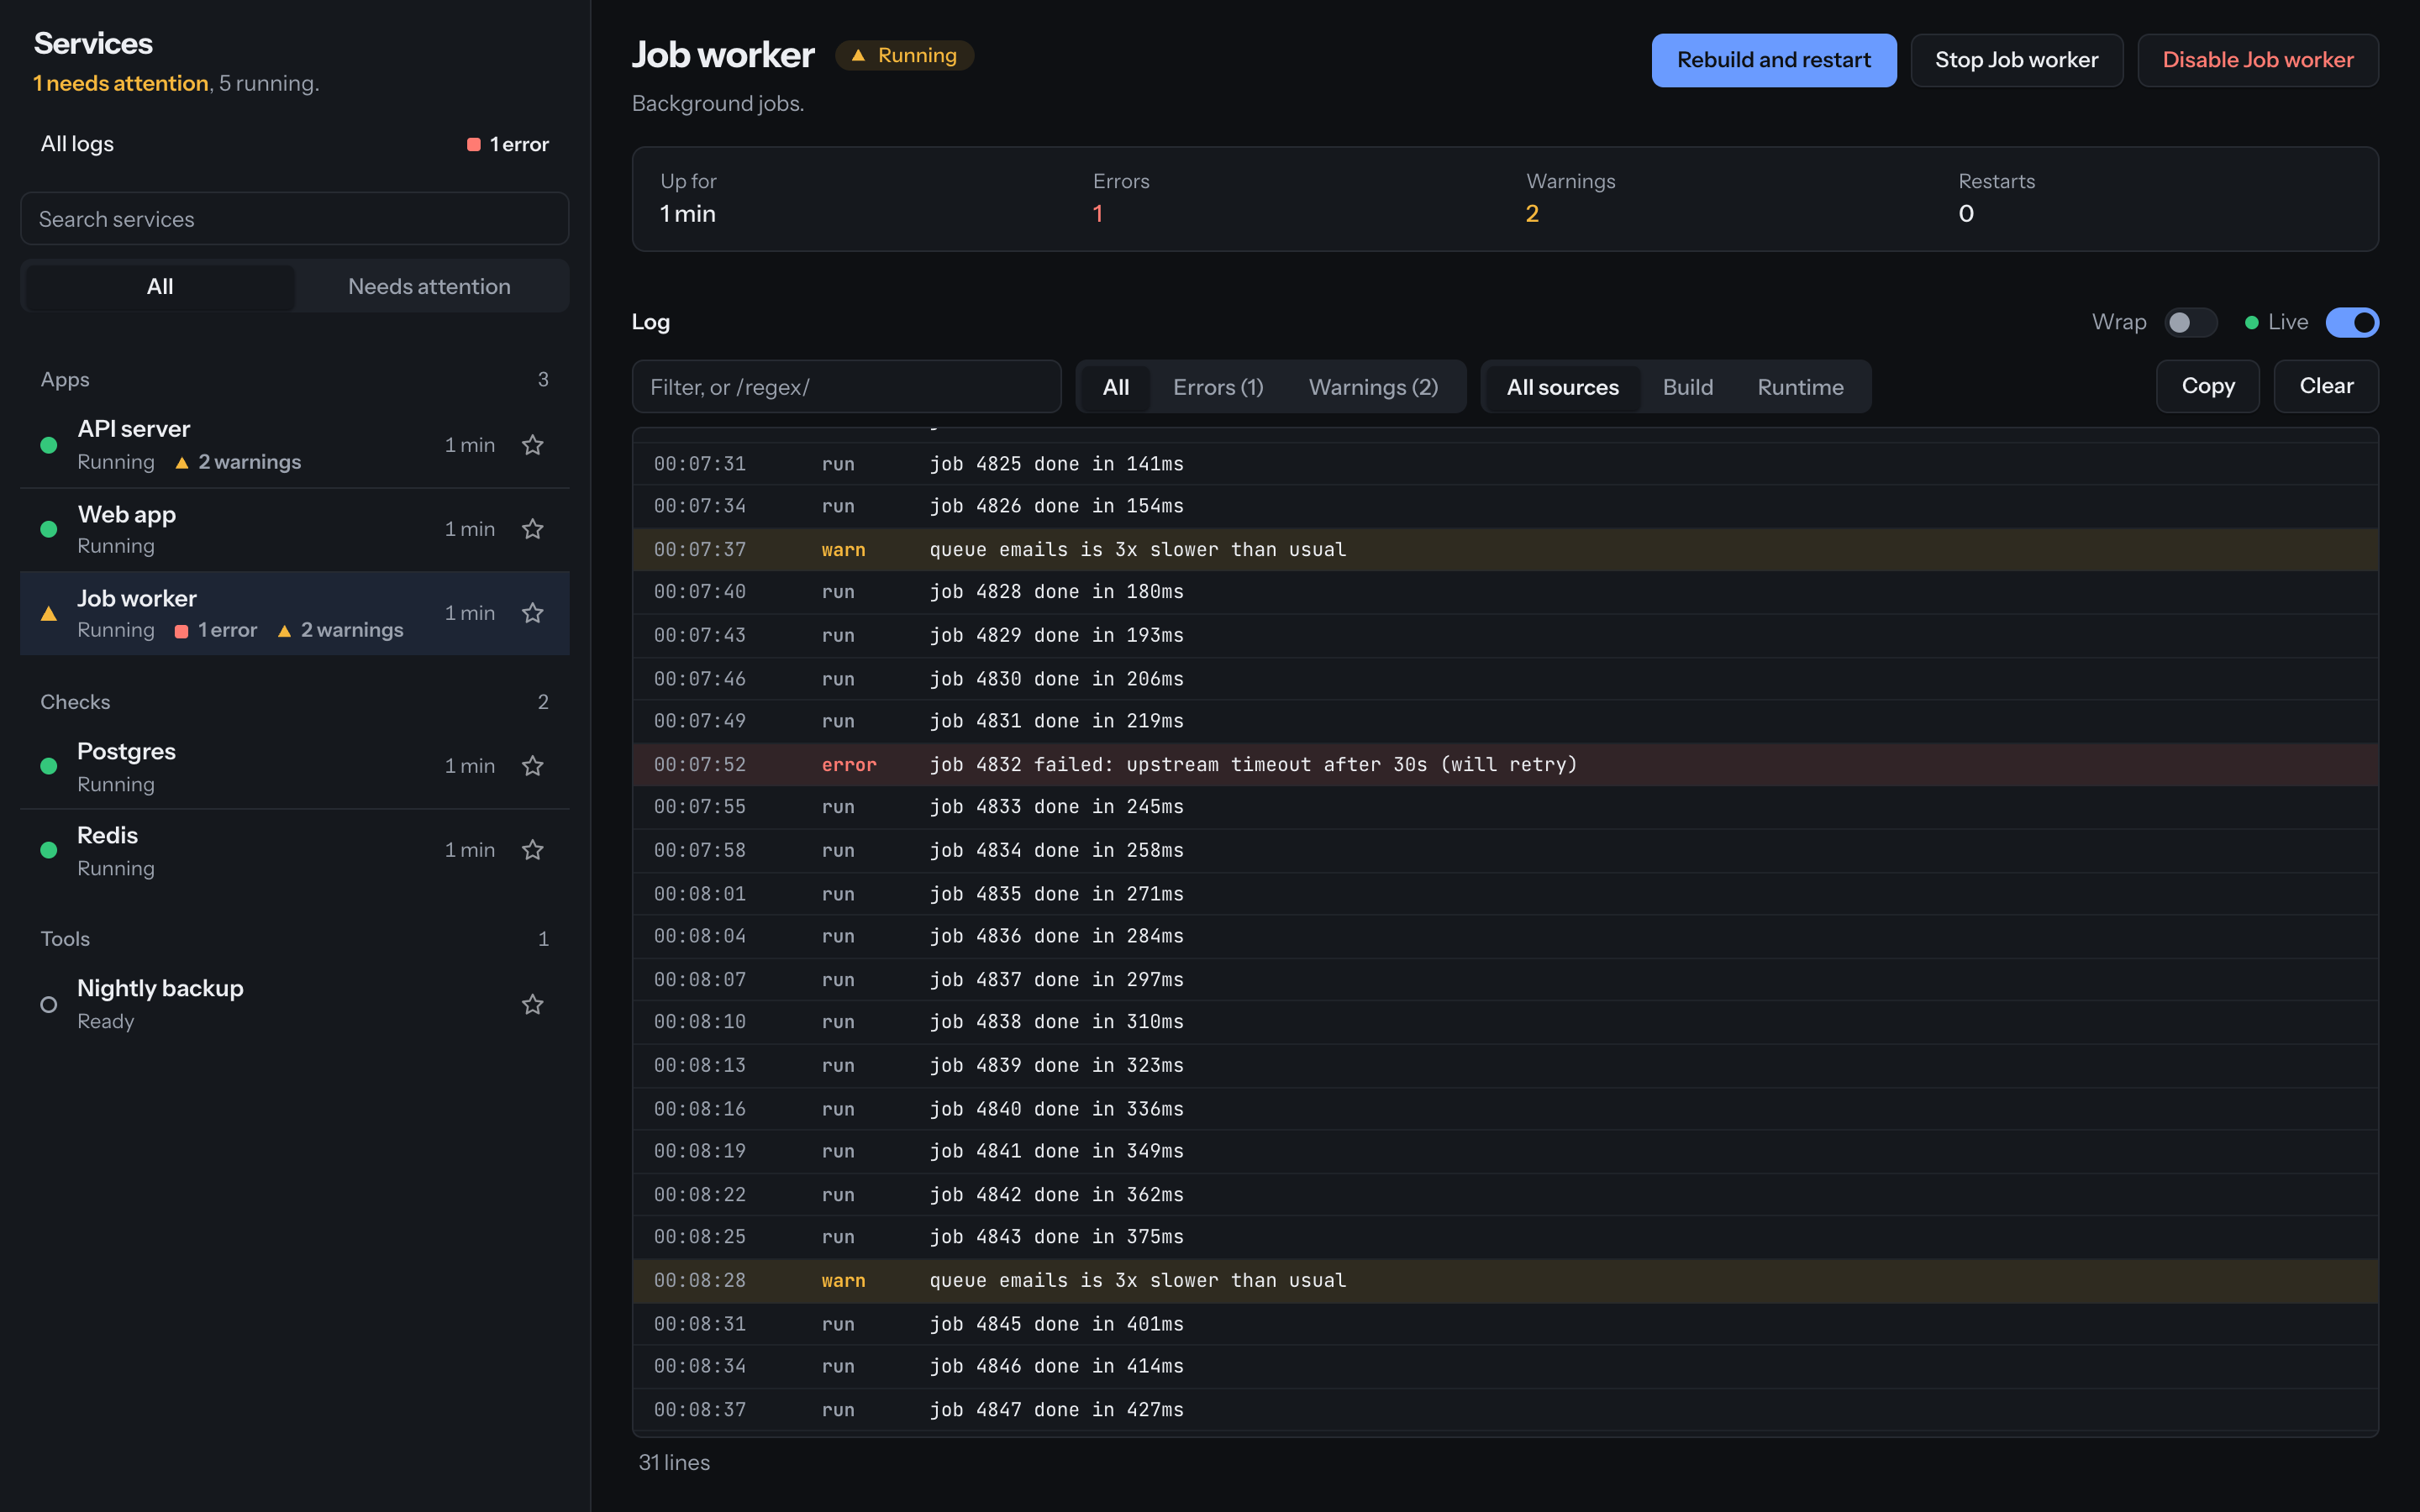 Services
1 needs attention, 5 running.
All logs 1 error
Search services
All Needs attention
Apps 3
API server
Running 2 warnings
1 min
Web app
Running
1 min
Job worker
Running 1 error 2 warnings
1 min
Checks 2
Postgres
Running
1 min
Redis
Running
1 min
Tools 1
Nightly backup
Ready
Job worker Running
Background jobs.
Rebuild and restart Stop Job worker Disable Job worker
Up for Errors Warnings Restarts
1 min 1 2 0
Log Wrap Live
Filter, or /regex/ All Errors (1) Warnings (2) All sources Build Runtime Copy Clear
00:07:31 run job 4825 done in 141ms
00:07:34 run job 4826 done in 154ms
00:07:37 warn queue emails is 3x slower than usual
00:07:40 run job 4828 done in 180ms
00:07:43 run job 4829 done in 193ms
00:07:46 run job 4830 done in 206ms
00:07:49 run job 4831 done in 219ms
00:07:52 error job 4832 failed: upstream timeout after 30s (will retry)
00:07:55 run job 4833 done in 245ms
00:07:58 run job 4834 done in 258ms
00:08:01 run job 4835 done in 271ms
00:08:04 run job 4836 done in 284ms
00:08:07 run job 4837 done in 297ms
00:08:10 run job 4838 done in 310ms
00:08:13 run job 4839 done in 323ms
00:08:16 run job 4840 done in 336ms
00:08:19 run job 4841 done in 349ms
00:08:22 run job 4842 done in 362ms
00:08:25 run job 4843 done in 375ms
00:08:28 warn queue emails is 3x slower than usual
00:08:31 run job 4845 done in 401ms
00:08:34 run job 4846 done in 414ms
00:08:37 run job 4847 done in 427ms
31 lines